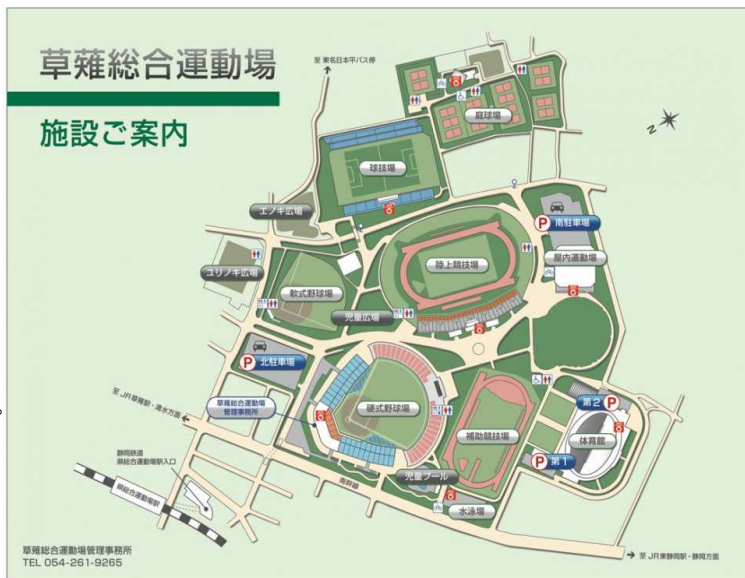 草薙総合運動場
施設ご案内
至 東名日本平バス停
庭球場
球技場
N
エノキ広場
P 南駐車場
屋内運動場
陸上競技場
ユリノキ広場
軟式野球場
児童広場
P 北駐車場
至 JR草薙駅・清水方面
草薙総合運動場
管理事務所
硬式野球場
第2 P
体育館
補助競技場
P 第1
静岡鉄道
県総合運動場駅入口
県総合運動場駅
南幹線
児童プール
水泳場
草薙総合運動場管理事務所
TEL 054-261-9265
至 JR東静岡駅・静岡方面